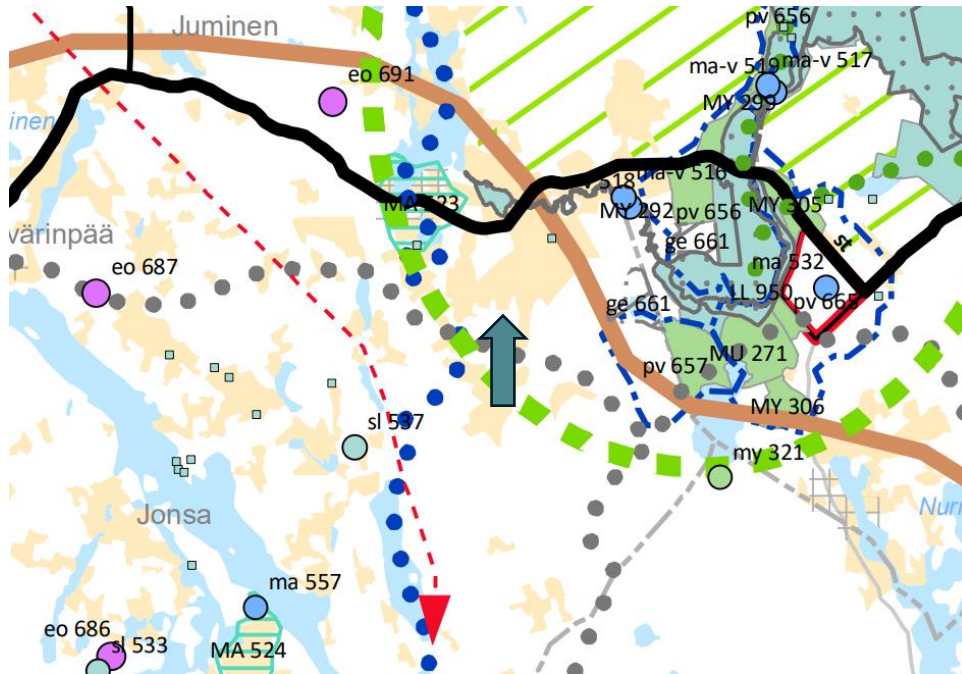 Juminen
pv 656
eo 691
ma-v 519
ma-v 517
MY 299
inen
518
ma-v 516
MA 523
MY 292
pv 656
MY 305
st
värinpää
ge 661
ma 532
eo 687
LL 950
pv 665
ge 661
pv 657
MU 271
MY 306
sl 537
my 321
Nurm
Jonsa
ma 557
eo 686
sl 533
MA 524